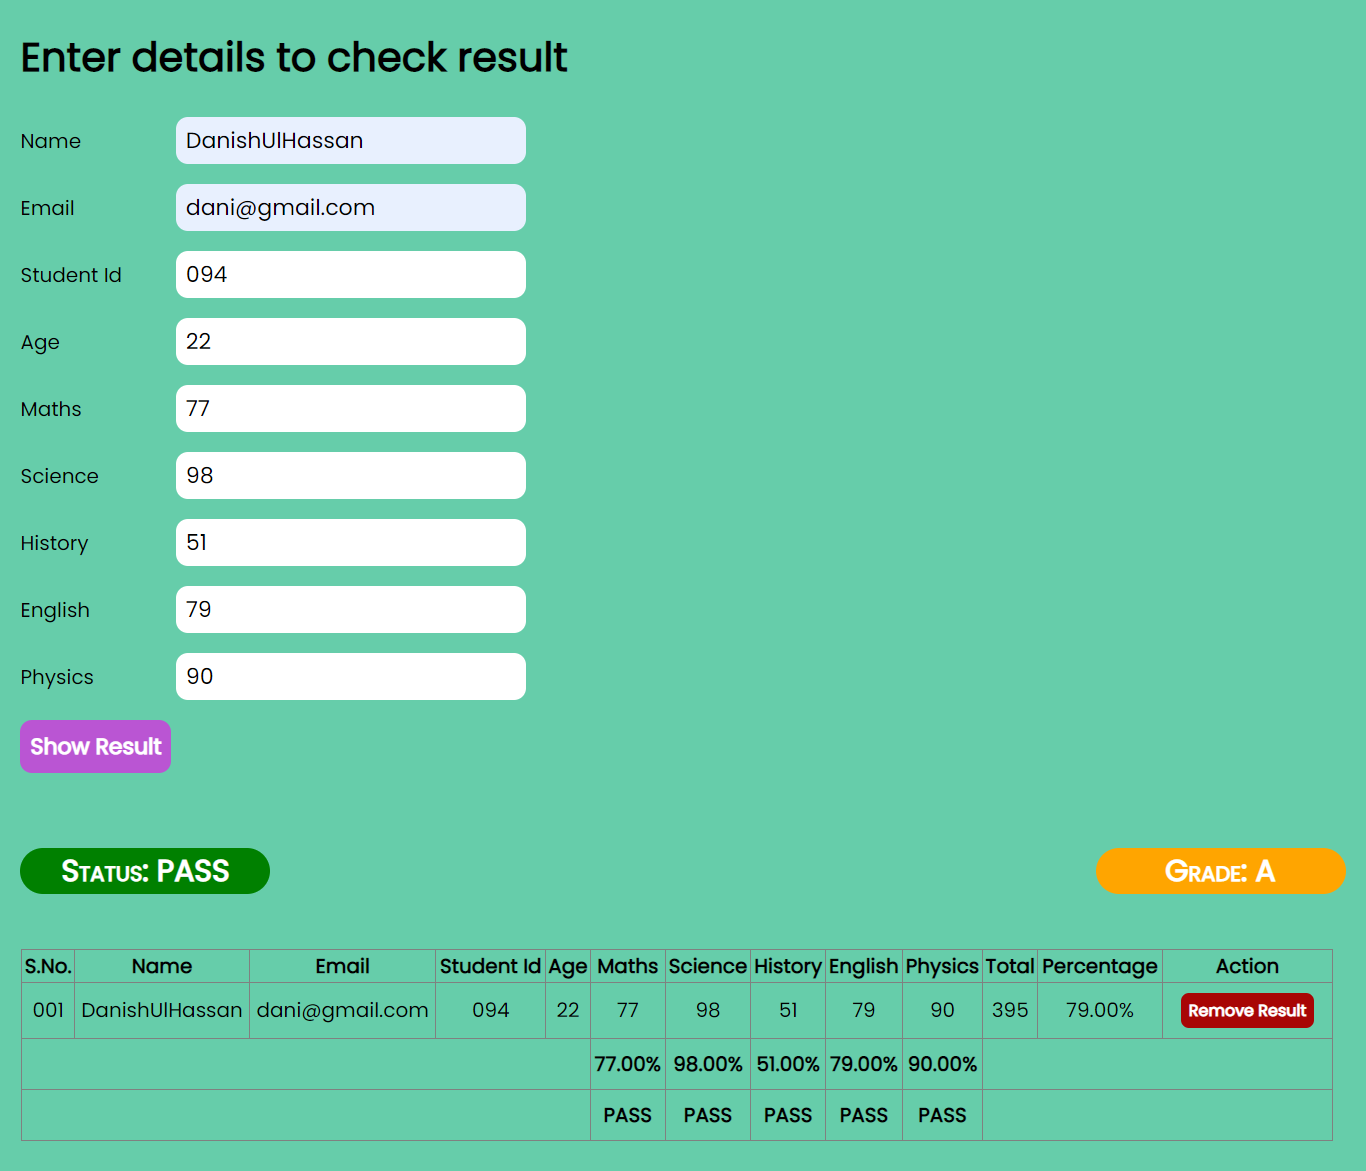 Enter details to check result
Name DanishUlHassan
Email dani@gmail.com
Student Id 094
Age 22
Maths 77
Science 98
History 51
English 79
Physics 90
Show Result
Status: PASS Grade: A
S.No. Name Email Student Id Age Maths Science History English Physics Total Percentage Action
001 DanishUlHassan dani@gmail.com 094 22 77 98 51 79 90 395 79.00% Remove Result
77.00% 98.00% 51.00% 79.00% 90.00%
PASS PASS PASS PASS PASS